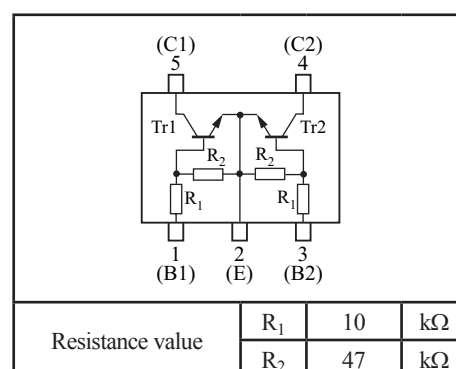 (C1) (C2)
5 4
Tr1 Tr2
R₂ R₂
R₁ R₁
1 2 3
(B1) (E) (B2)
Resistance value R₁ 10 kΩ
R₂ 47 kΩ